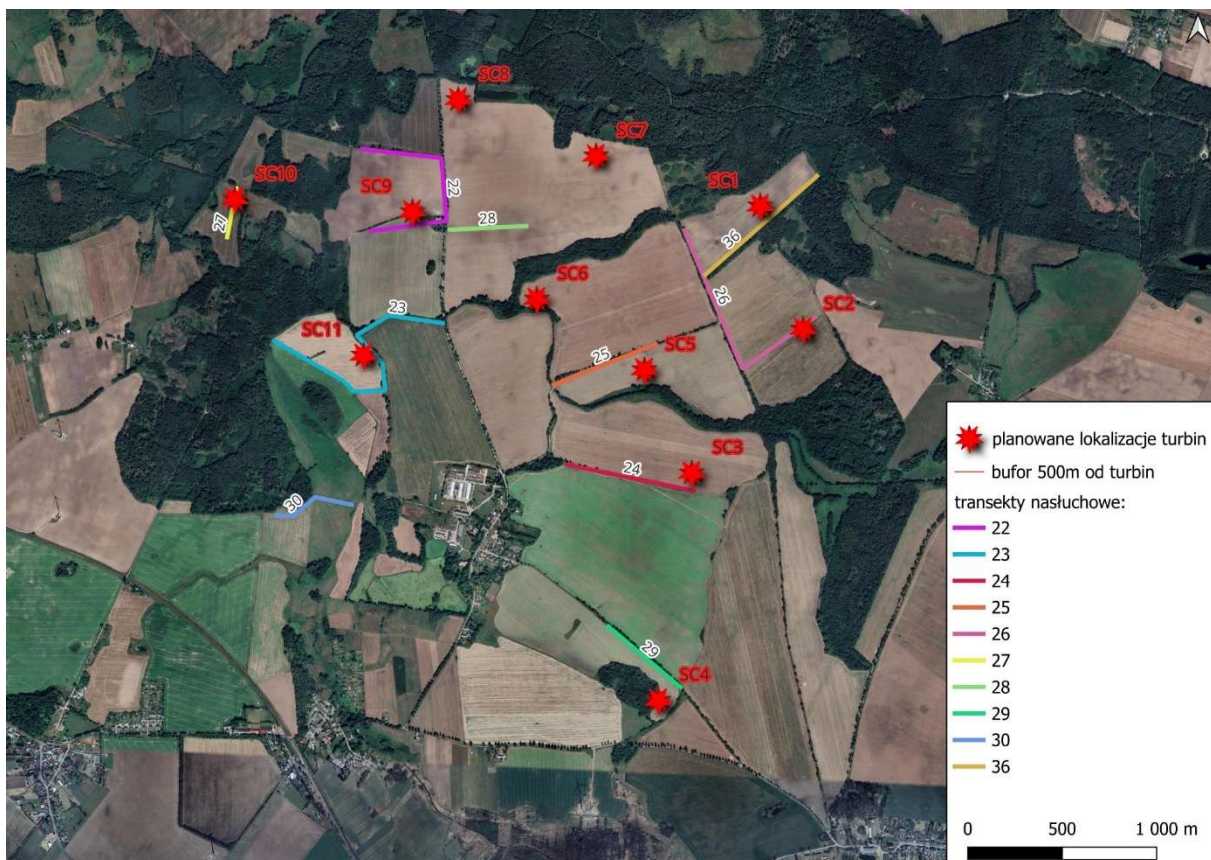 SC8
SC7
SC10
SC9
SC1
22
27
28
36
SC6
26
SC2
23
SC11
25
SC5
SC3
24
30
29
SC4
planowane lokalizacje turbin
bufor 500m od turbin
transekty nasłuchowe:
22
23
24
25
26
27
28
29
30
36
0 500 1 000 m